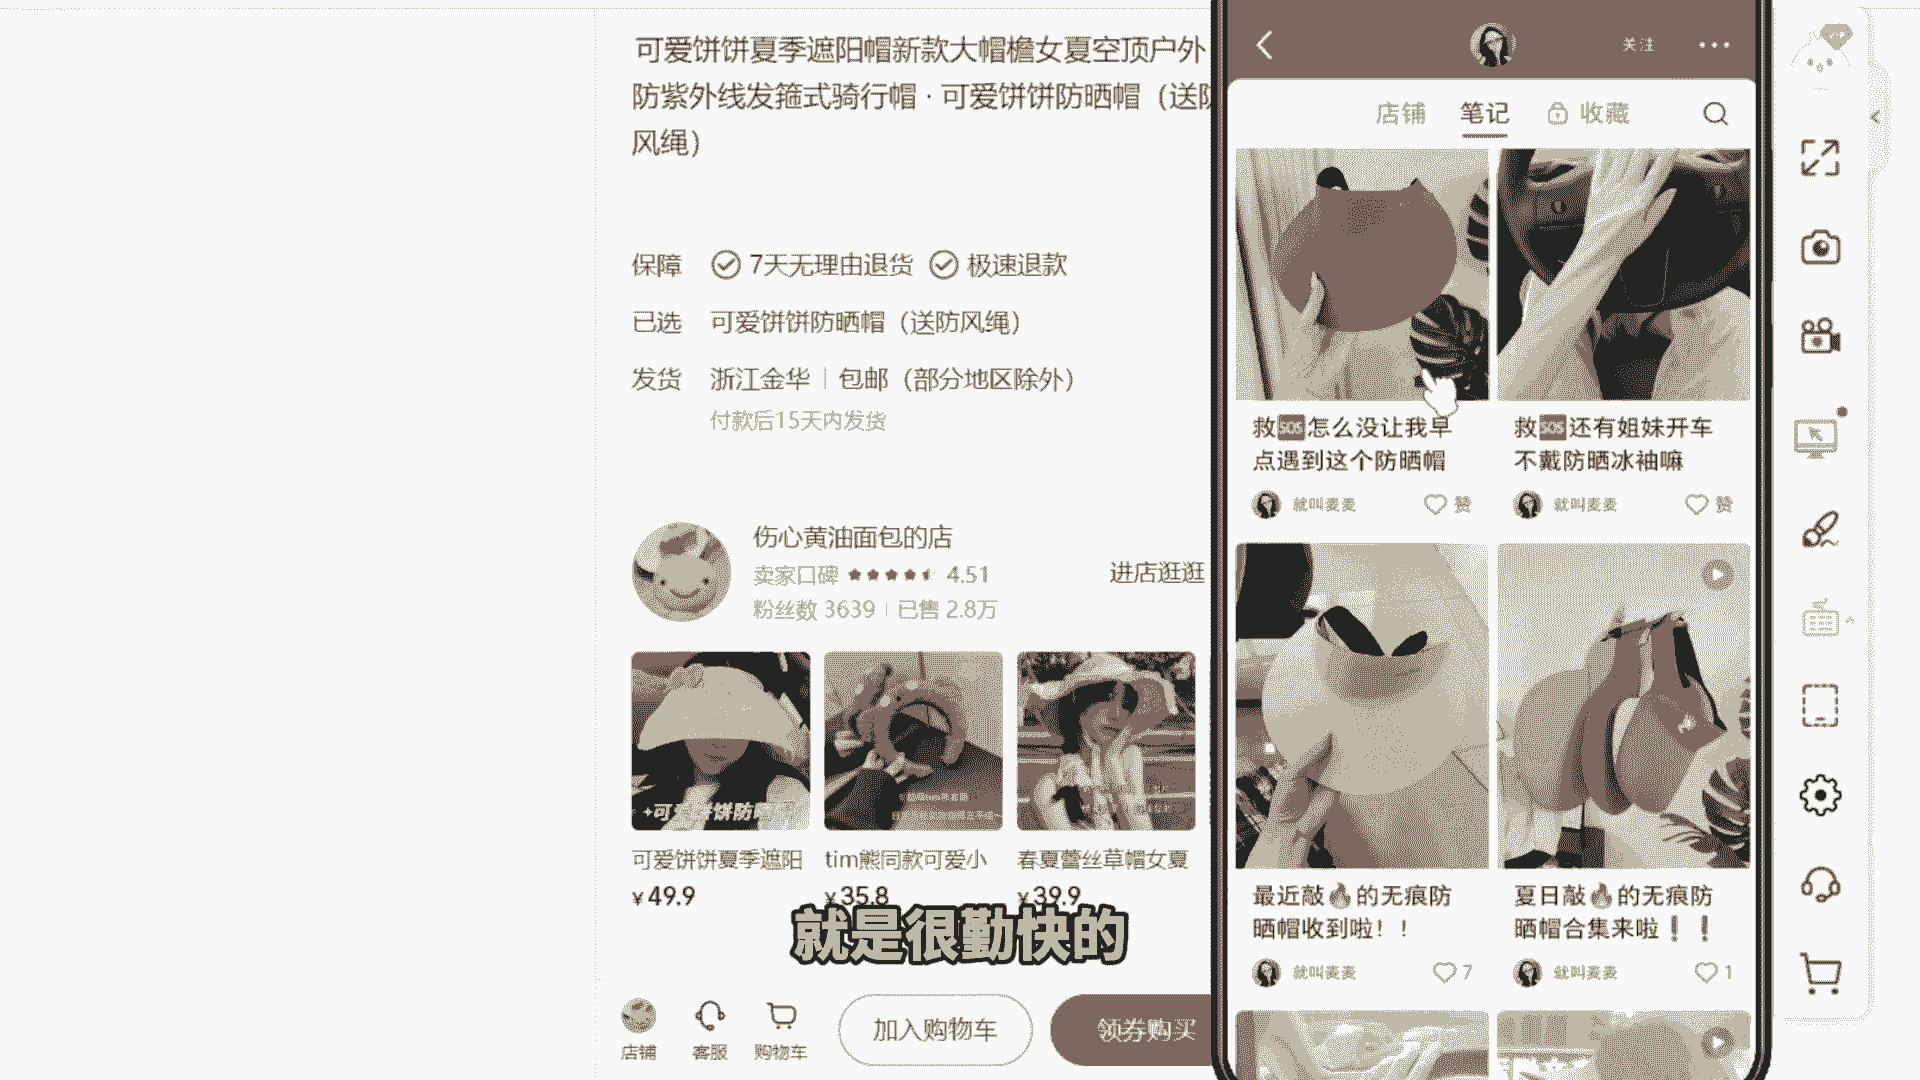 可爱饼饼夏季遮阳帽新款大帽檐女夏空顶户外
防紫外线发箍式骑行帽 · 可爱饼饼防晒帽（送防
风绳）
保障 7天无理由退货 极速退款
已选 可爱饼饼防晒帽（送防风绳）
发货 浙江金华 | 包邮（部分地区除外）
付款后15天内发货
伤心黄油面包的店
卖家口碑 4.51
粉丝数 3639 | 已售 2.8万
进店逛逛
可爱饼饼夏季遮阳
¥49.9
tim熊同款可爱小
¥35.8
春夏蕾丝草帽女夏
¥39.9
就是很勤快的
店铺
客服
购物车
加入购物车
领券购买
关注
店铺 笔记 收藏
救🆘怎么没让我早
点遇到这个防晒帽
就叫麦麦 赞
救🆘还有姐妹开车
不戴防晒冰袖嘛
就叫麦麦 赞
最近敲🔥的无痕防
晒帽收到啦！！
就叫麦麦 7
夏日敲🔥的无痕防
晒帽合集来啦❗❗
就叫麦麦 1